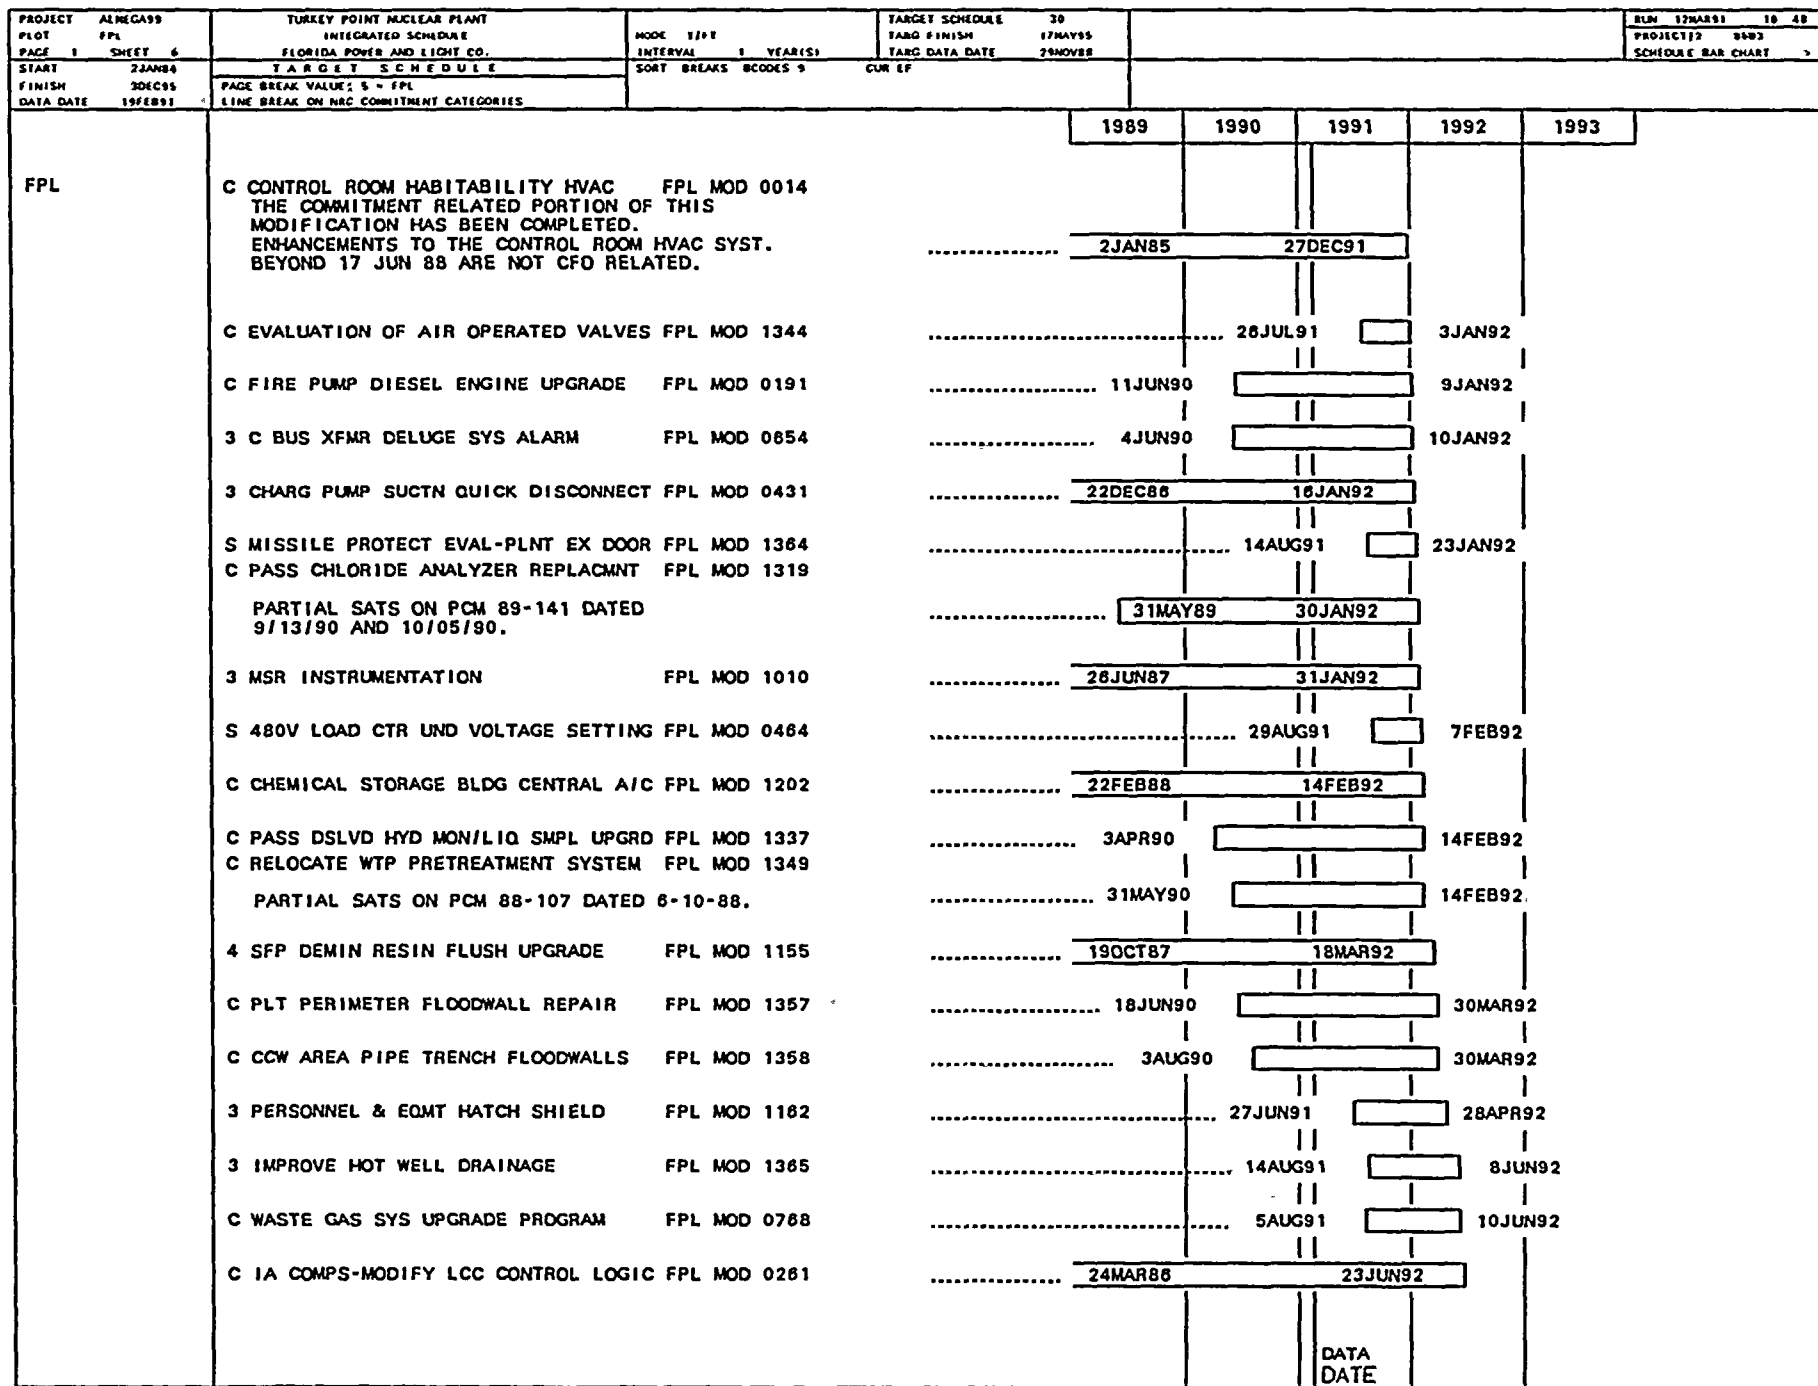 PROJECT ALNEGA99
PLOT FPL
PAGE 1 SHEET 6
START 2JAN84
FINISH 3DEC95
DATA DATE 19FEB91
TURKEY POINT NUCLEAR PLANT
INTEGRATED SCHEDULE
FLORIDA POWER AND LIGHT CO.
TARGET SCHEDULE
PAGE BREAK VALUE; 5 = FPL
LINE BREAK ON NRC COMMITMENT CATEGORIES
MODE
INTERVAL 1 YEAR(S)
SORT BREAKS BCODES 5 CUR EF
TARGET SCHEDULE 30
TARG FINISH 17MAY95
TARG DATA DATE 29NOV88
RUN 12MAR91 10 48
PROJECT/2
SCHEDULE BAR CHART >
1989 1990 1991 1992 1993
FPL
C CONTROL ROOM HABITABILITY HVAC FPL MOD 0014
THE COMMITMENT RELATED PORTION OF THIS
MODIFICATION HAS BEEN COMPLETED.
ENHANCEMENTS TO THE CONTROL ROOM HVAC SYST.
BEYOND 17 JUN 88 ARE NOT CFO RELATED.
2JAN85 27DEC91
C EVALUATION OF AIR OPERATED VALVES FPL MOD 1344 26JUL91 3JAN92
C FIRE PUMP DIESEL ENGINE UPGRADE FPL MOD 0191 11JUN90 9JAN92
3 C BUS XFMR DELUGE SYS ALARM FPL MOD 0654 4JUN90 10JAN92
3 CHARG PUMP SUCTN QUICK DISCONNECT FPL MOD 0431 22DEC86 16JAN92
S MISSILE PROTECT EVAL-PLNT EX DOOR FPL MOD 1364 14AUG91 23JAN92
C PASS CHLORIDE ANALYZER REPLACMNT FPL MOD 1319
PARTIAL SATS ON PCM 89-141 DATED
9/13/90 AND 10/05/90.
31MAY89 30JAN92
3 MSR INSTRUMENTATION FPL MOD 1010 26JUN87 31JAN92
S 480V LOAD CTR UND VOLTAGE SETTING FPL MOD 0464 29AUG91 7FEB92
C CHEMICAL STORAGE BLDG CENTRAL A/C FPL MOD 1202 22FEB88 14FEB92
C PASS DSLVD HYD MON/LIQ SMPL UPGRD FPL MOD 1337 3APR90 14FEB92
C RELOCATE WTP PRETREATMENT SYSTEM FPL MOD 1349
PARTIAL SATS ON PCM 88-107 DATED 6-10-88. 31MAY90 14FEB92
4 SFP DEMIN RESIN FLUSH UPGRADE FPL MOD 1155 19OCT87 18MAR92
C PLT PERIMETER FLOODWALL REPAIR FPL MOD 1357 18JUN90 30MAR92
C CCW AREA PIPE TRENCH FLOODWALLS FPL MOD 1358 3AUG90 30MAR92
3 PERSONNEL & EQMT HATCH SHIELD FPL MOD 1162 27JUN91 28APR92
3 IMPROVE HOT WELL DRAINAGE FPL MOD 1365 14AUG91 8JUN92
C WASTE GAS SYS UPGRADE PROGRAM FPL MOD 0768 5AUG91 10JUN92
C IA COMPS-MODIFY LCC CONTROL LOGIC FPL MOD 0261 24MAR86 23JUN92
DATA
DATE